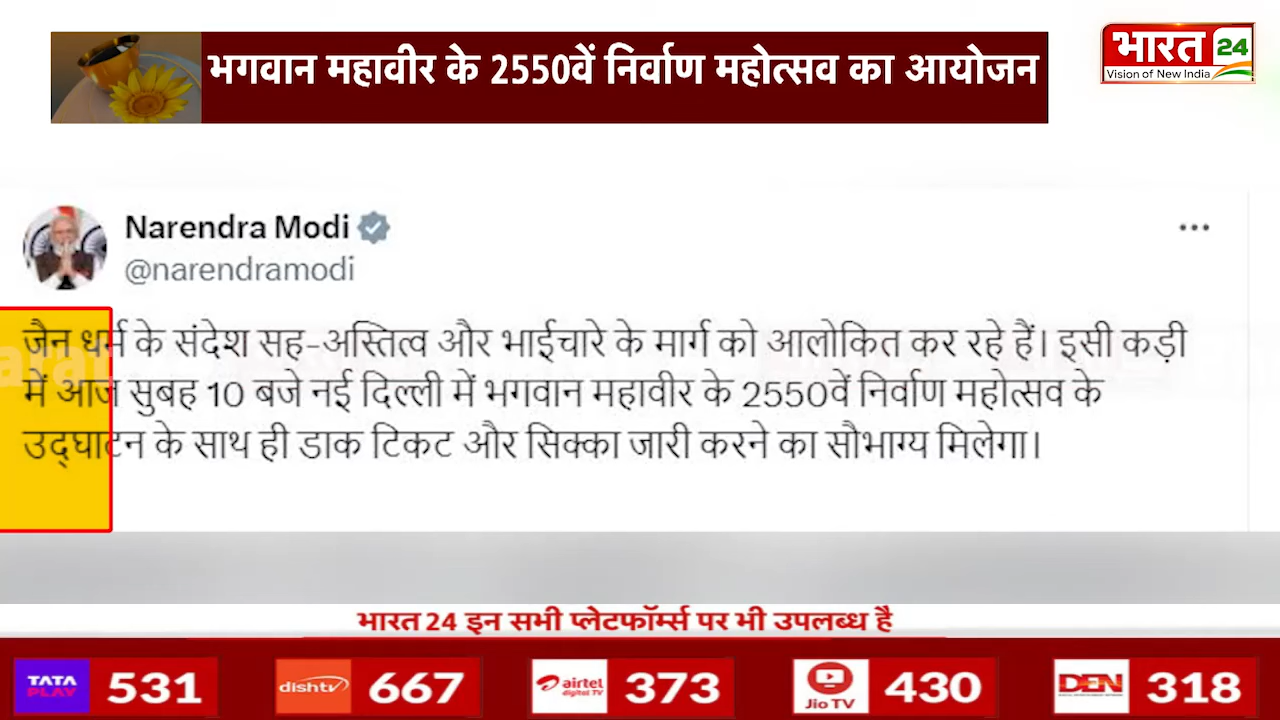 भगवान महावीर के 2550वें निर्वाण महोत्सव का आयोजन
भारत 24
Vision of New India
Narendra Modi
@narendramodi
जैन धर्म के संदेश सह-अस्तित्व और भाईचारे के मार्ग को आलोकित कर रहे हैं। इसी कड़ी
में आज सुबह 10 बजे नई दिल्ली में भगवान महावीर के 2550वें निर्वाण महोत्सव के
उद्घाटन के साथ ही डाक टिकट और सिक्का जारी करने का सौभाग्य मिलेगा।
भारत 24 इन सभी प्लेटफॉर्म्स पर भी उपलब्ध है
TATA PLAY 531 dishtv 667 airtel digital TV 373 JioTV 430 DEN 318